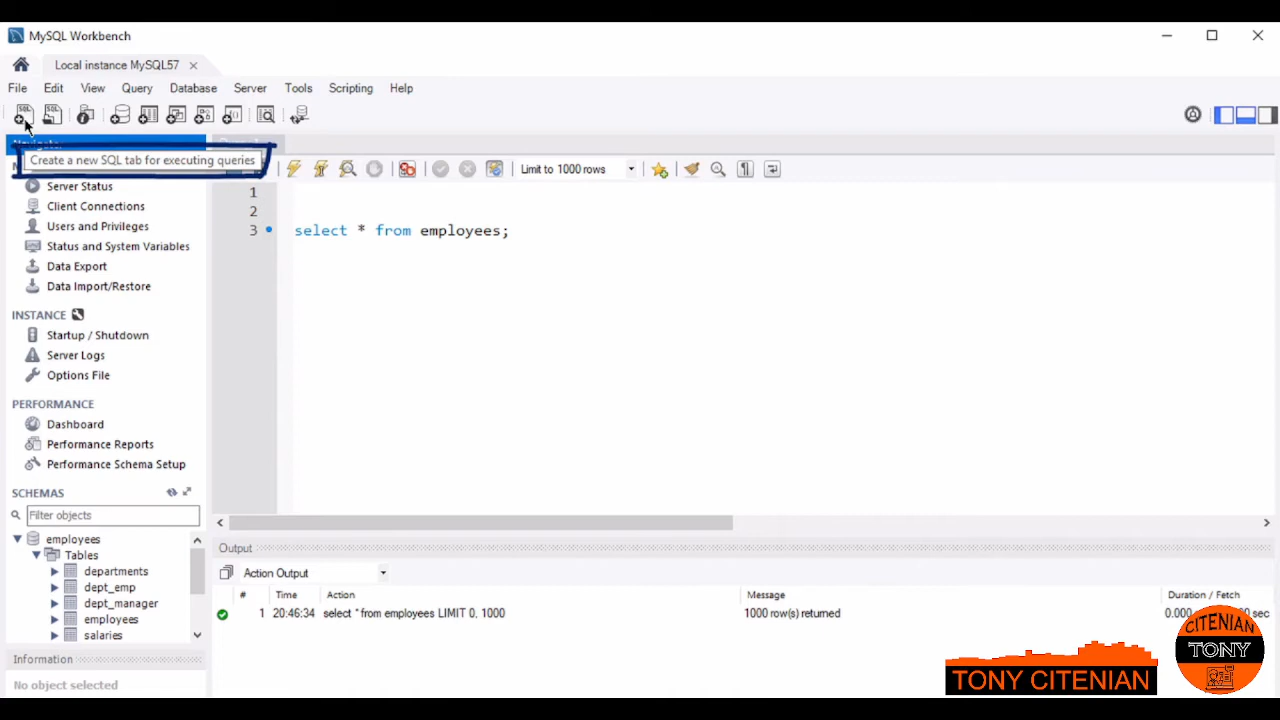 MySQL Workbench
Local instance MySQL57
File Edit View Query Database Server Tools Scripting Help
Create a new SQL tab for executing queries
Limit to 1000 rows
Server Status
Client Connections
Users and Privileges
Status and System Variables
Data Export
Data Import/Restore
INSTANCE
Startup / Shutdown
Server Logs
Options File
PERFORMANCE
Dashboard
Performance Reports
Performance Schema Setup
SCHEMAS
Filter objects
employees
Tables
departments
dept_emp
dept_manager
employees
salaries
Information
No object selected
1
2
3 select * from employees;
Output
Action Output
# Time Action Message Duration / Fetch
1 20:46:34 select * from employees LIMIT 0, 1000 1000 row(s) returned sec
TONY CITENIAN
CITENIAN
TONY